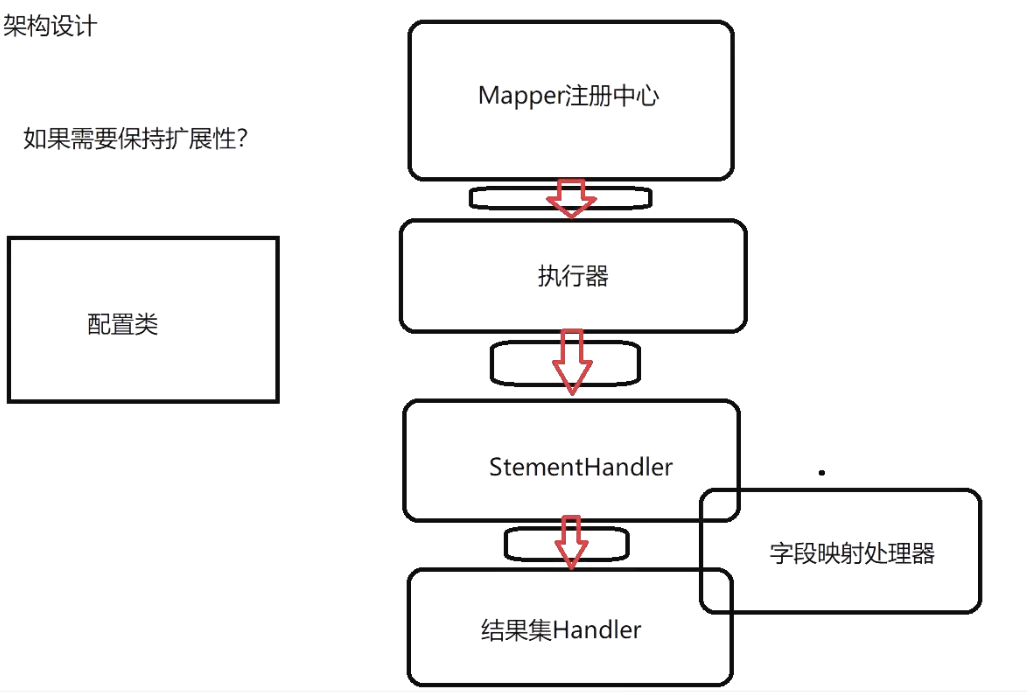 架构设计
如果需要保持扩展性?
Mapper注册中心
执行器
配置类
StementHandler
字段映射处理器
结果集Handler